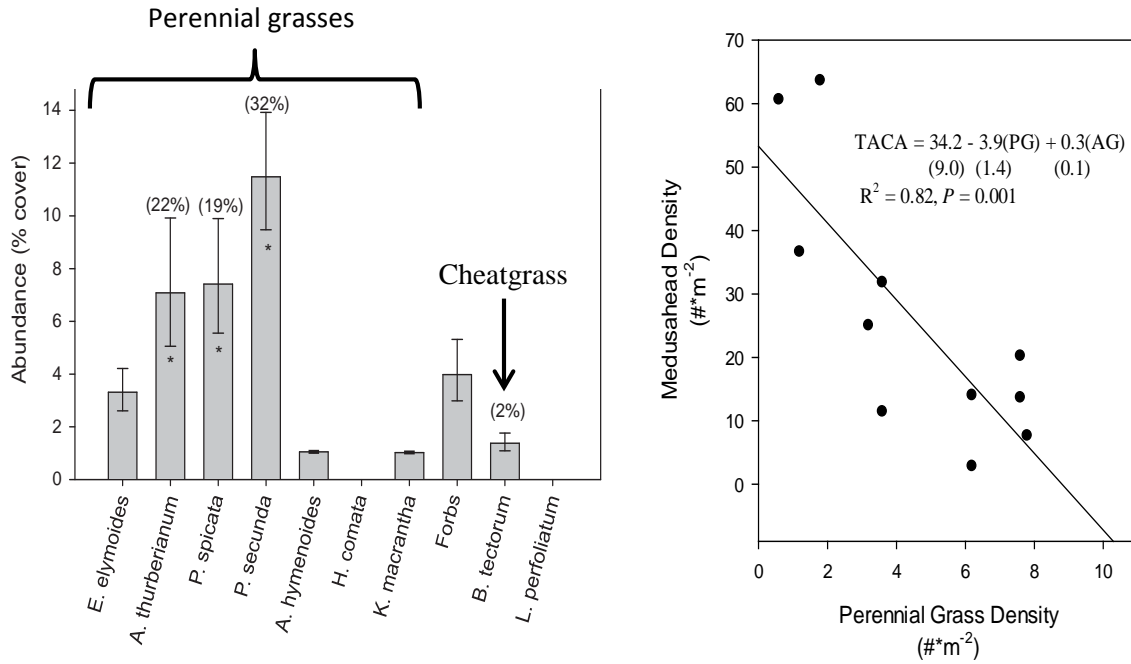 Perennial grasses
14
12
10
8
6
4
2
0
Abundance (% cover)
(22%)
(19%)
(32%)
(2%)
*
*
*
Cheatgrass
E. elymoides
A. thurberianum
P. spicata
P. secunda
A. hymenoides
H. comata
K. macrantha
Forbs
B. tectorum
L. perfoliatum
70
60
50
40
30
20
10
0
Medusahead Density
(#*m-2)
TACA = 34.2 - 3.9(PG) + 0.3(AG)
(9.0) (1.4) (0.1)
R2 = 0.82, P = 0.001
0 2 4 6 8 10
Perennial Grass Density
(#*m-2)